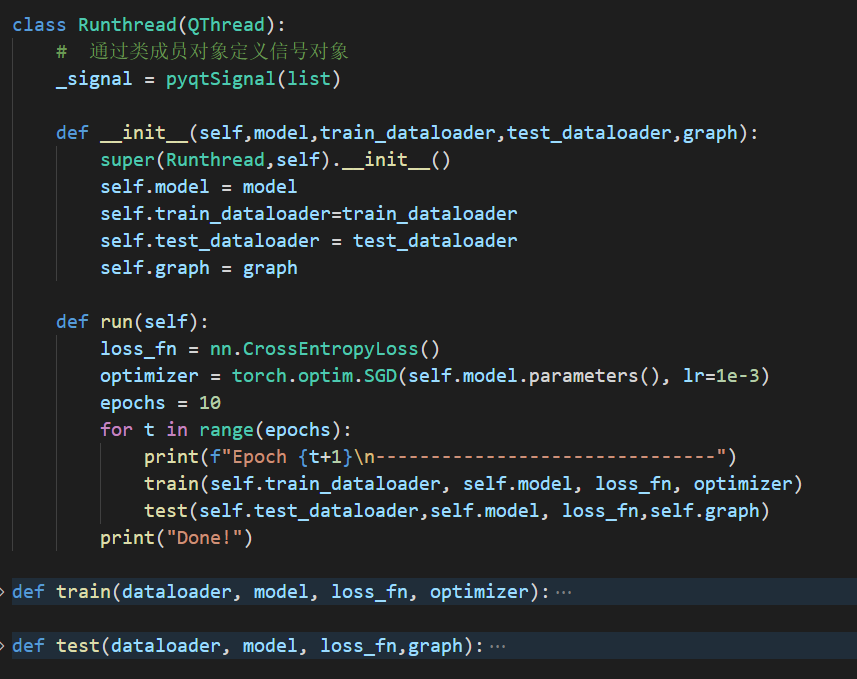 class Runthread(QThread):
    #  通过类成员对象定义信号对象
    _signal = pyqtSignal(list)
    def __init__(self,model,train_dataloader,test_dataloader,graph):
        super(Runthread,self).__init__()
        self.model = model
        self.train_dataloader=train_dataloader
        self.test_dataloader = test_dataloader
        self.graph = graph
    def run(self):
        loss_fn = nn.CrossEntropyLoss()
        optimizer = torch.optim.SGD(self.model.parameters(), lr=1e-3)
        epochs = 10
        for t in range(epochs):
            print(f"Epoch {t+1}\n-------------------------------")
            train(self.train_dataloader, self.model, loss_fn, optimizer)
            test(self.test_dataloader,self.model, loss_fn,self.graph)
        print("Done!")
def train(dataloader, model, loss_fn, optimizer):···
def test(dataloader, model, loss_fn,graph):···